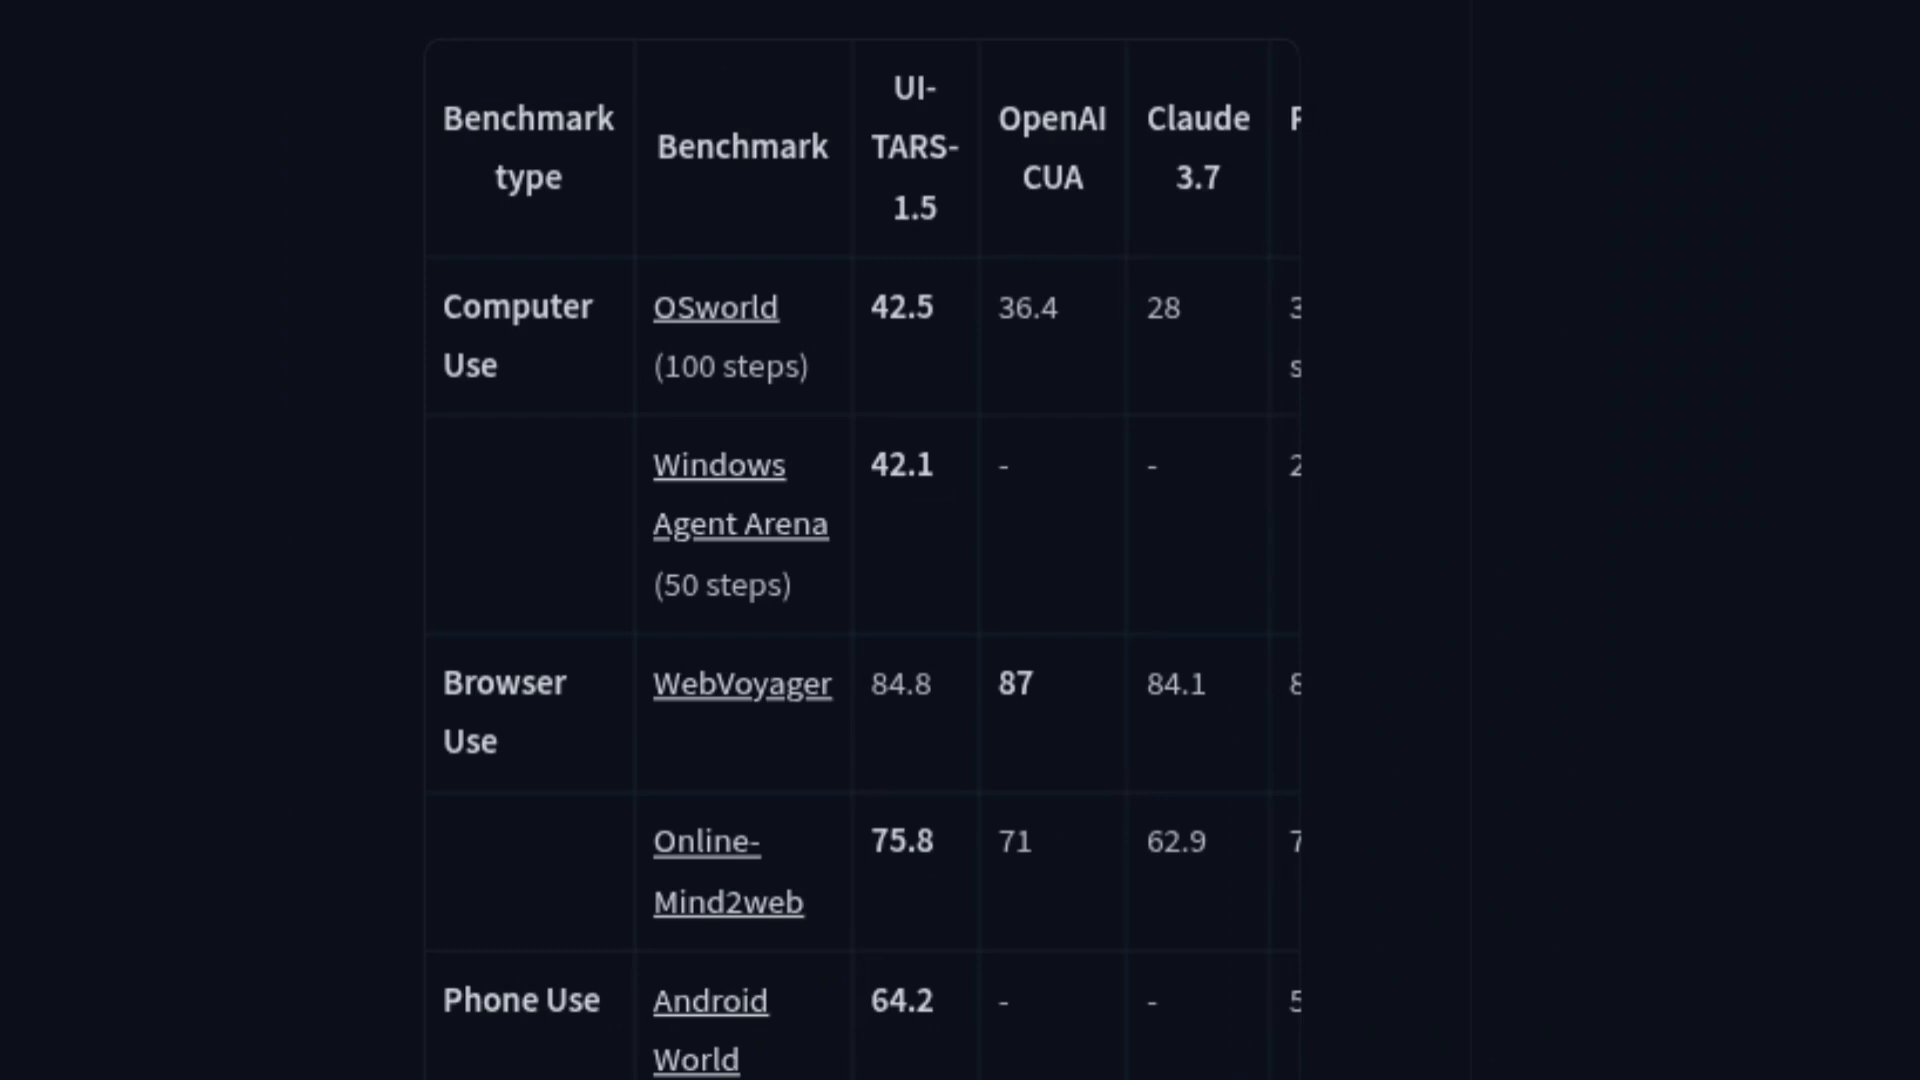 Benchmark
type
Benchmark
UI-
TARS-
1.5
OpenAI
CUA
Claude
3.7
Computer
Use
OSworld
(100 steps)
42.5
36.4
28
Windows
Agent Arena
(50 steps)
42.1
-
-
Browser
Use
WebVoyager
84.8
87
84.1
Online-
Mind2web
75.8
71
62.9
Phone Use
Android
World
64.2
-
-